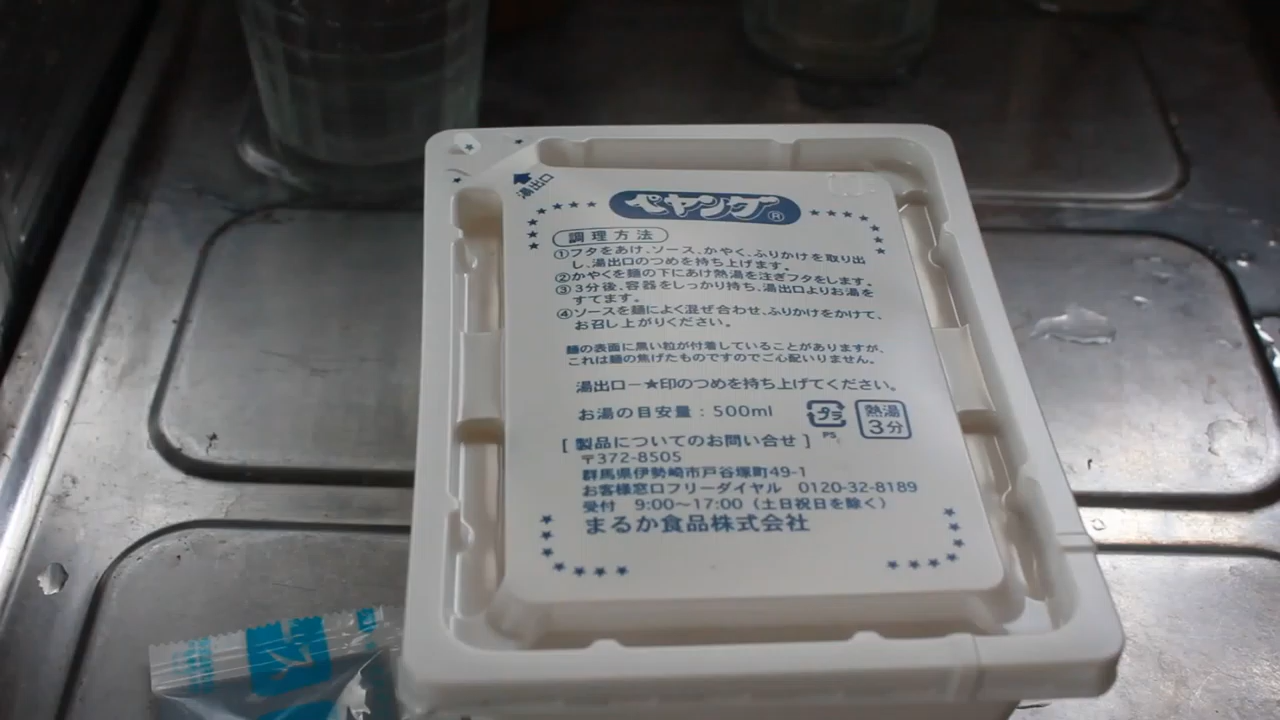 湯出口
ペヤング®
調理方法
①フタをあけ、ソース、かやく、ふりかけを取り出
し、湯出口のつめを持ち上げます。
②かやくを麺の下にあけ熱湯を注ぎフタをします。
③3分後、容器をしっかり持ち、湯出口よりお湯を
すてます。
④ソースを麺によく混ぜ合わせ、ふりかけをかけて、
お召し上がりください。
麺の表面に黒い粒が付着していることがありますが、
これは麺の焦げたものですのでご心配いりません。
湯出口ー★印のつめを持ち上げてください。
お湯の目安量：500ml
プラ
PS
熱湯
3分
[ 製品についてのお問い合せ ]
〒372-8505
群馬県伊勢崎市戸谷塚町49-1
お客様窓口フリーダイヤル 0120-32-8189
受付 9:00～17:00（土日祝日を除く）
まるか食品株式会社